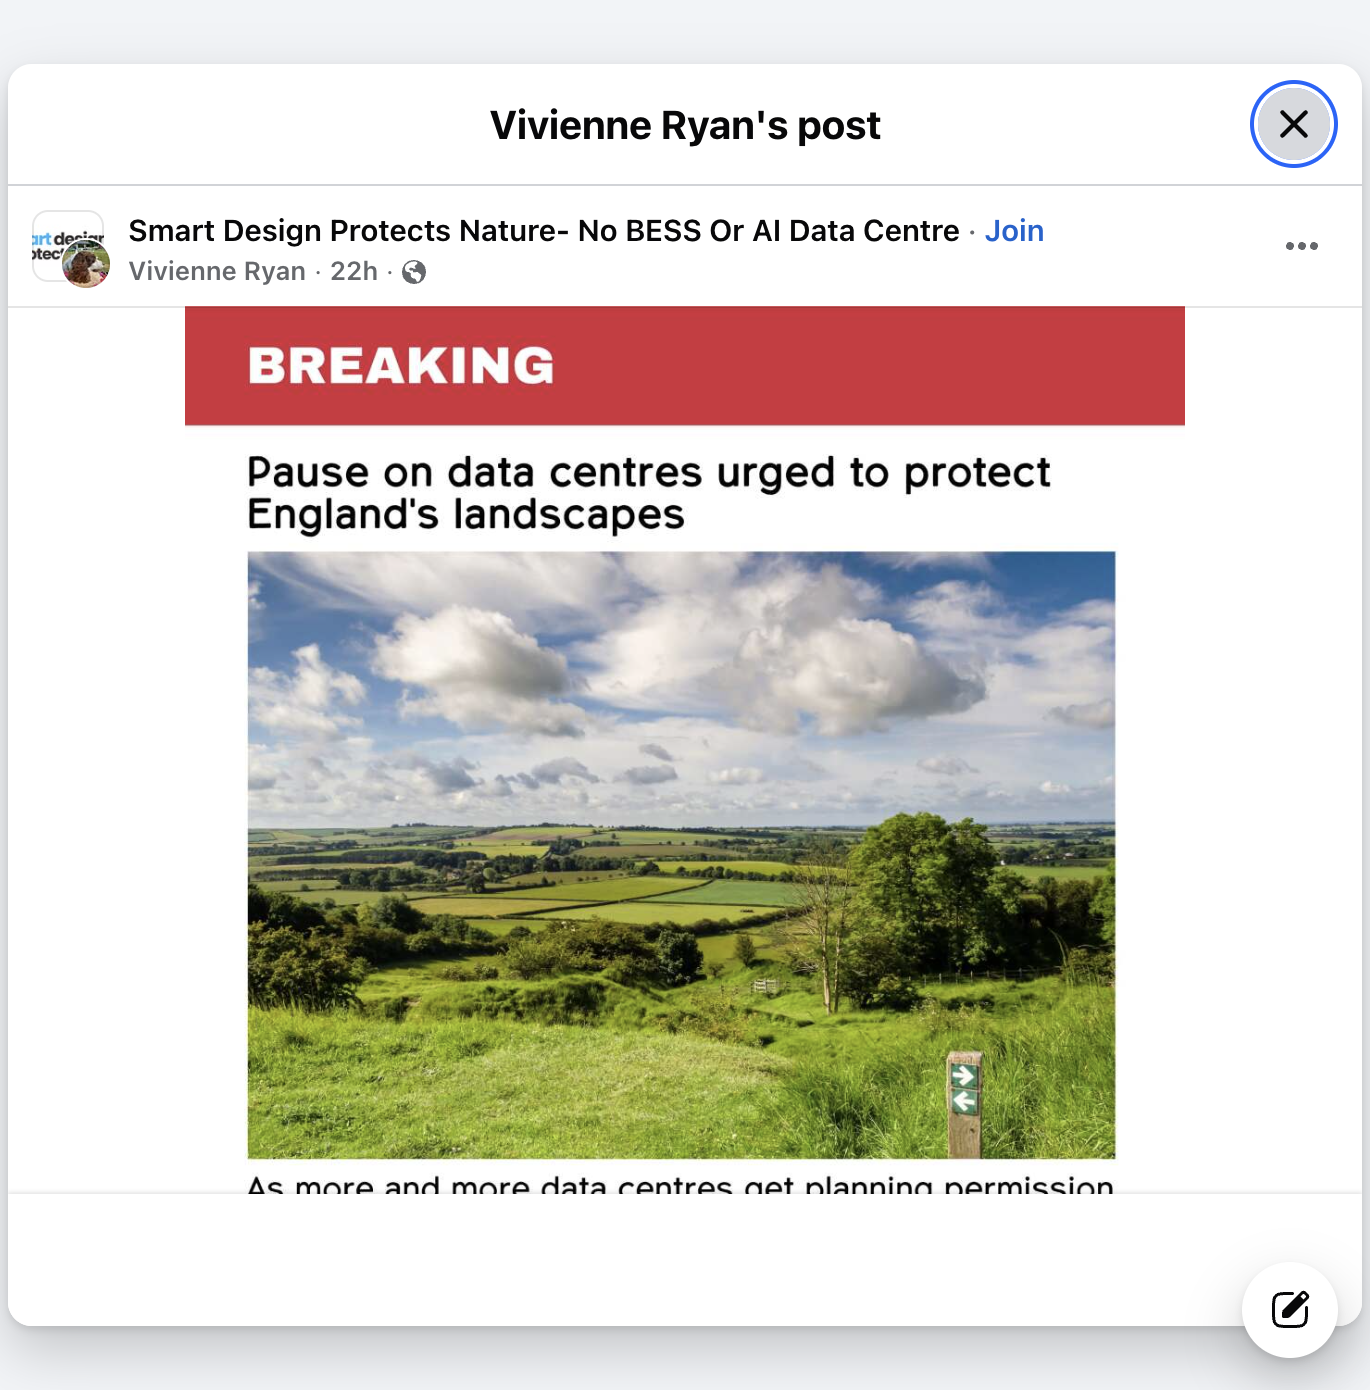 Vivienne Ryan's post
Smart Design Protects Nature- No BESS Or AI Data Centre · Join
Vivienne Ryan · 22h ·
BREAKING
Pause on data centres urged to protect
England's landscapes
As more and more data centres get planning permission